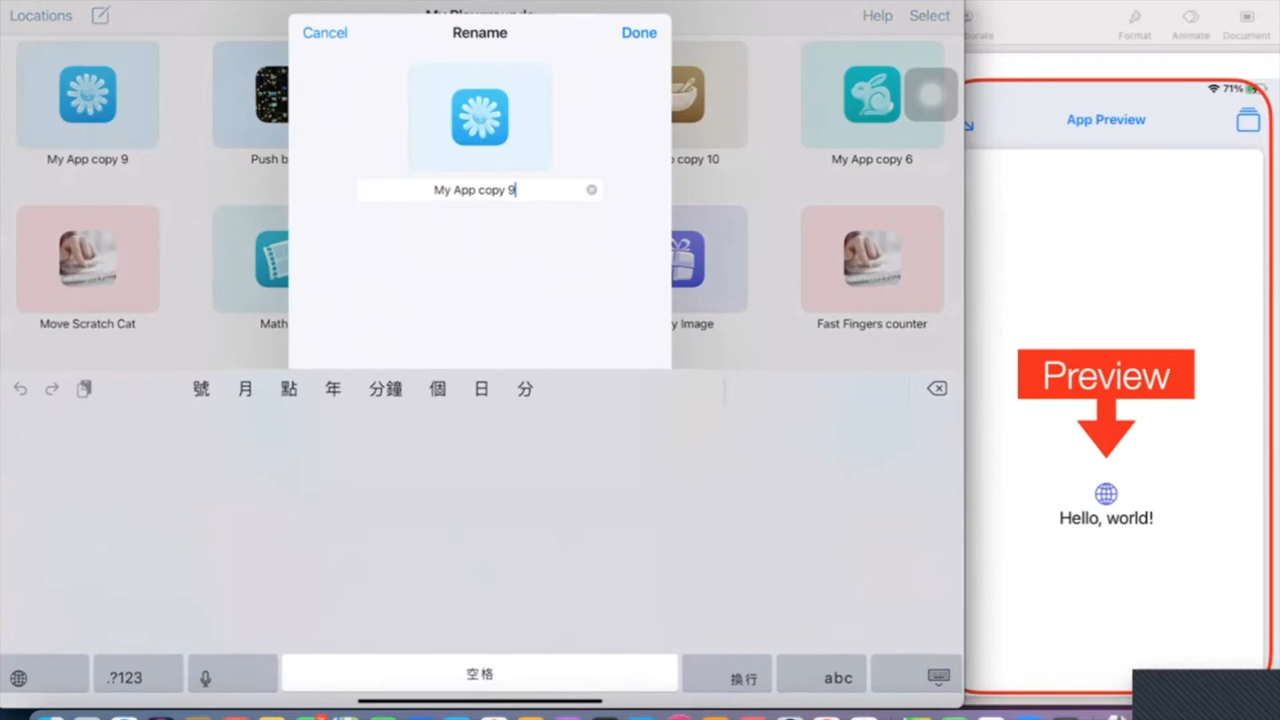 Locations
Help
Select
Cancel
Rename
Done
My App copy 9
Push b
copy 10
My App copy 6
My App copy 9
Move Scratch Cat
Math
y Image
Fast Fingers counter
號 月 點 年 分鐘 個 日 分
.?123
空格
換行
abc
borate
Format
Animate
Document
71%
App Preview
Preview
Hello, world!